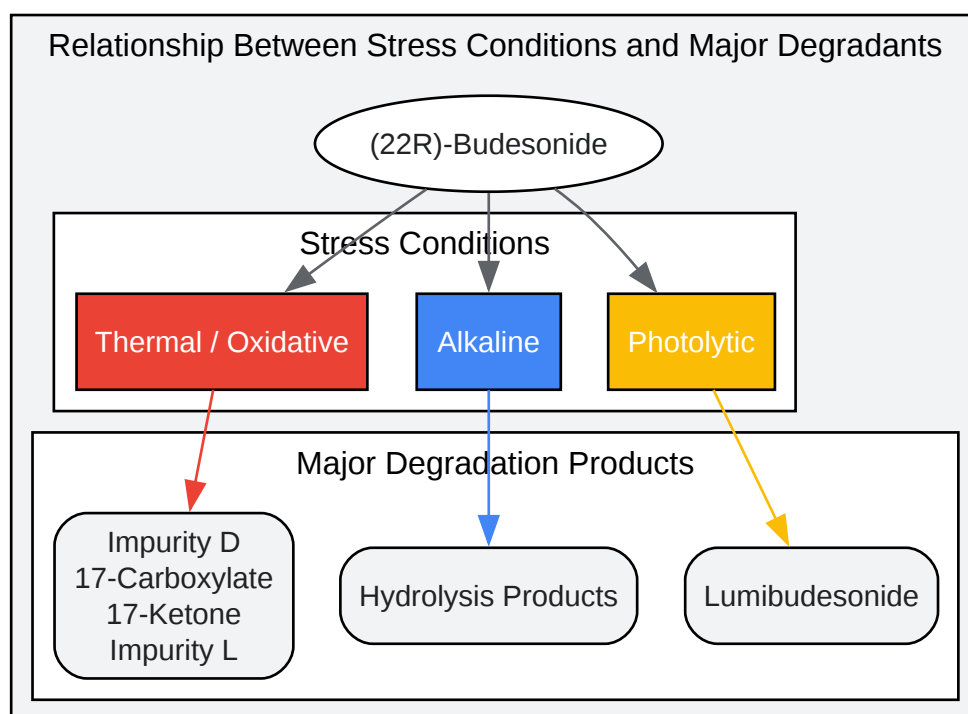 Relationship Between Stress Conditions and Major Degradants
(22R)-Budesonide
Stress Conditions
Thermal / Oxidative
Alkaline
Photolytic
Major Degradation Products
Impurity D
17-Carboxylate
17-Ketone
Impurity L
Hydrolysis Products
Lumibudesonide